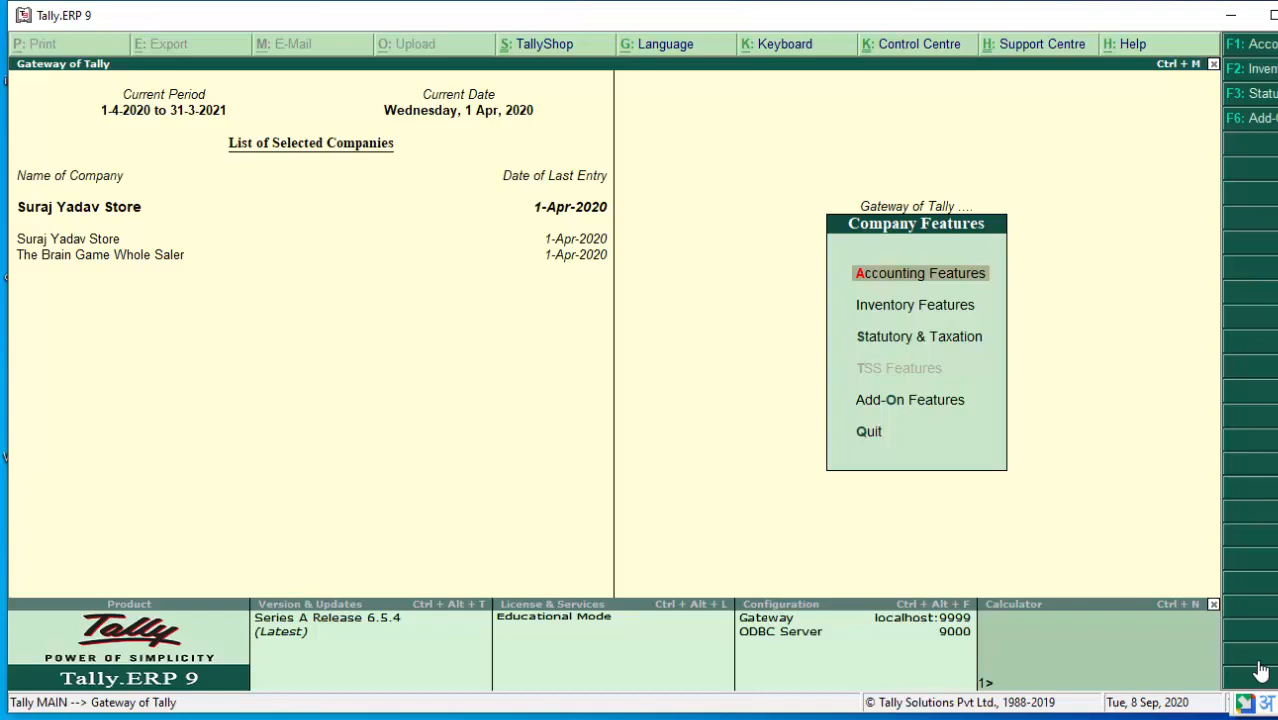 Tally.ERP 9
P: Print E: Export M: E-Mail O: Upload S: TallyShop G: Language K: Keyboard K: Control Centre H: Support Centre H: Help
F1: Acco
Gateway of Tally Ctrl + M
F2: Inven
F3: Statu
F6: Add-O
Current Period Current Date
1-4-2020 to 31-3-2021 Wednesday, 1 Apr, 2020
List of Selected Companies
Name of Company Date of Last Entry
Suraj Yadav Store 1-Apr-2020
Suraj Yadav Store 1-Apr-2020
The Brain Game Whole Saler 1-Apr-2020
Gateway of Tally ....
Company Features
Accounting Features
Inventory Features
Statutory & Taxation
TSS Features
Add-On Features
Quit
Product
Tally
POWER OF SIMPLICITY
Tally.ERP 9
Version & Updates Ctrl + Alt + T
Series A Release 6.5.4
(Latest)
License & Services Ctrl + Alt + L
Educational Mode
Configuration Ctrl + Alt + F
Gateway localhost:9999
ODBC Server 9000
Calculator Ctrl + N
1>
Tally MAIN --> Gateway of Tally © Tally Solutions Pvt Ltd., 1988-2019 Tue, 8 Sep, 2020
अ